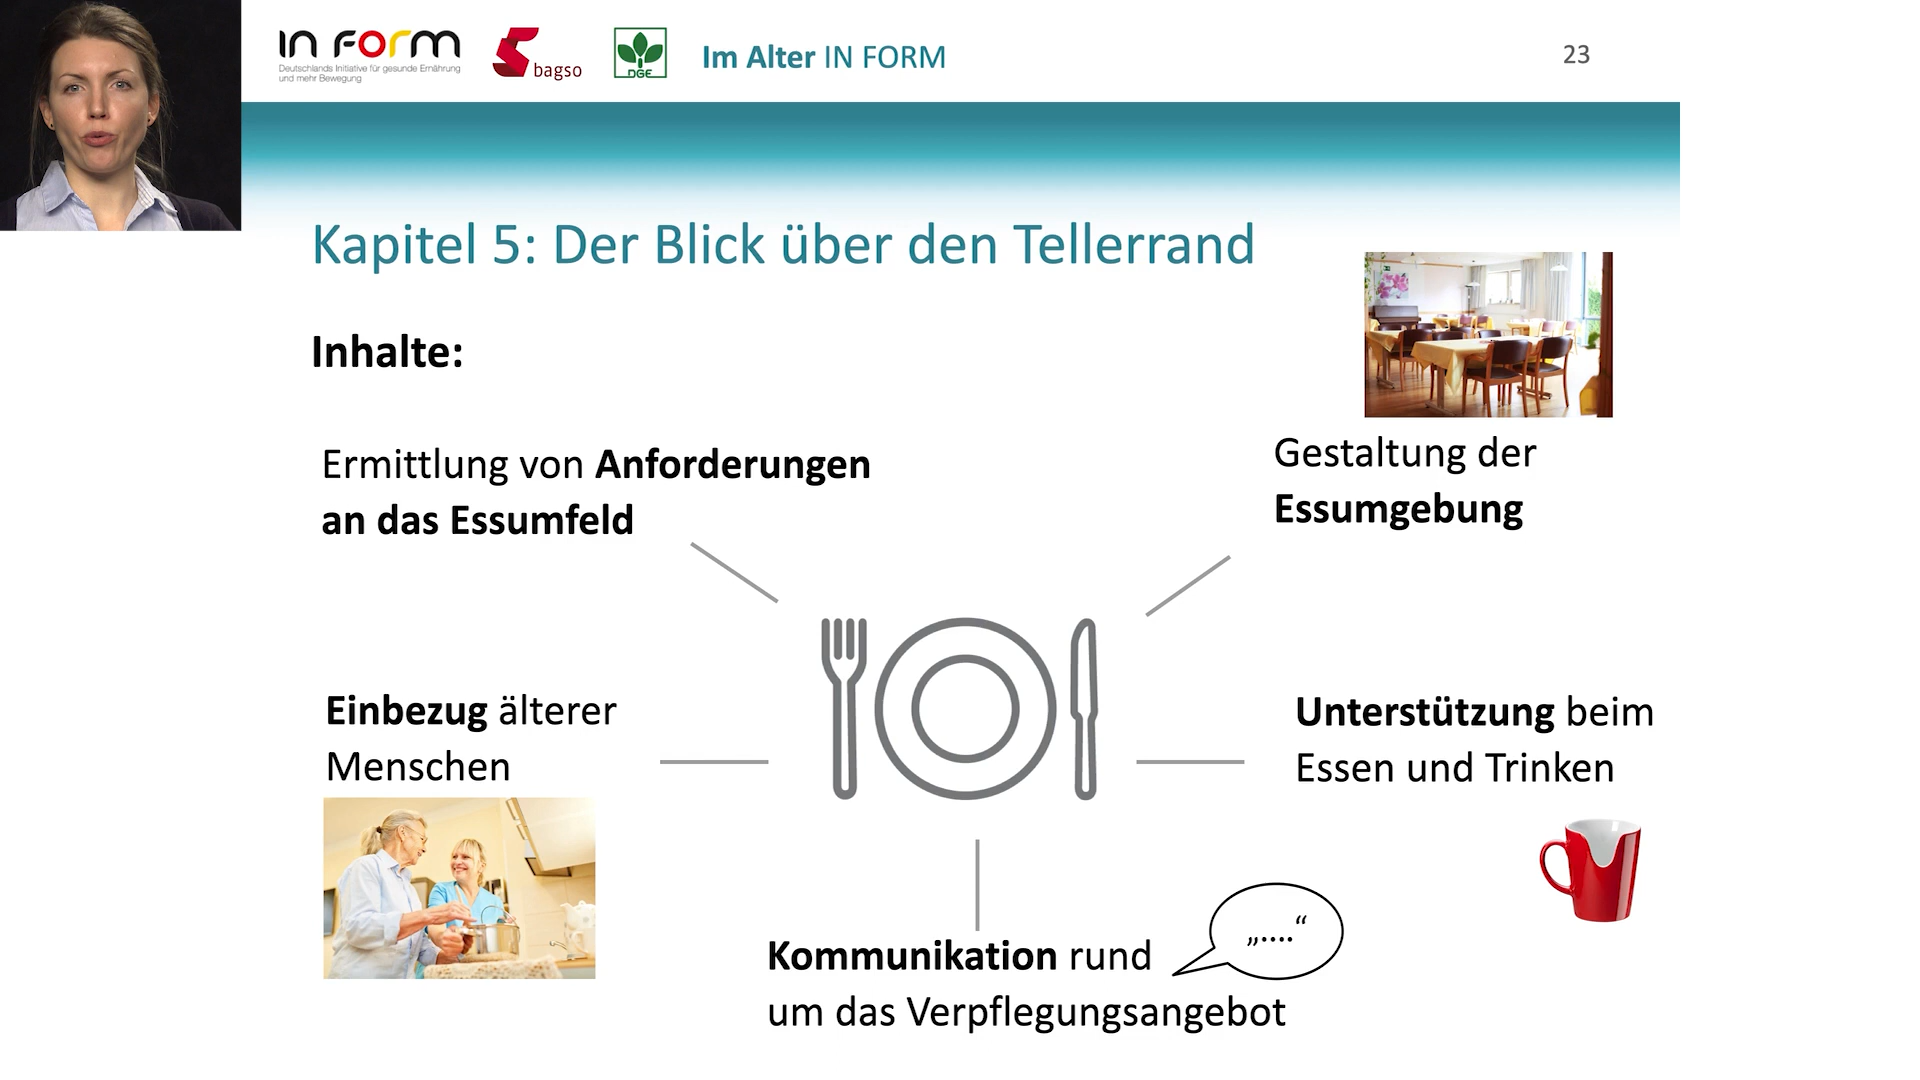 IN FORM
Deutschlands Initiative für gesunde Ernährung
und mehr Bewegung
bagso
DGE
Im Alter IN FORM
23
Kapitel 5: Der Blick über den Tellerrand
Inhalte:
Ermittlung von Anforderungen
an das Essumfeld
Gestaltung der
Essumgebung
Einbezug älterer
Menschen
Unterstützung beim
Essen und Trinken
Kommunikation rund
um das Verpflegungsangebot
„....“